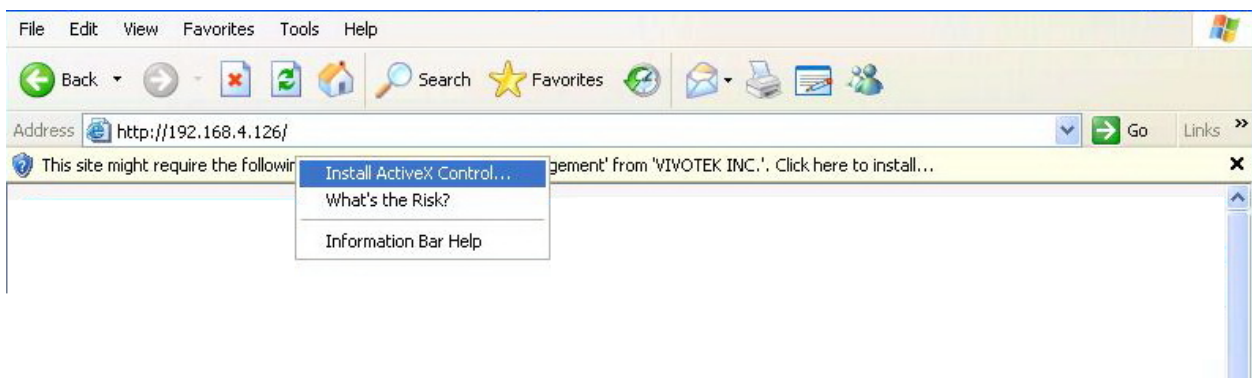 File Edit View Favorites Tools Help
Back Search Favorites
Address http://192.168.4.126/ Go Links »
This site might require the following gement' from 'VIVOTEK INC.'. Click here to install...
Install ActiveX Control...
What's the Risk?
Information Bar Help